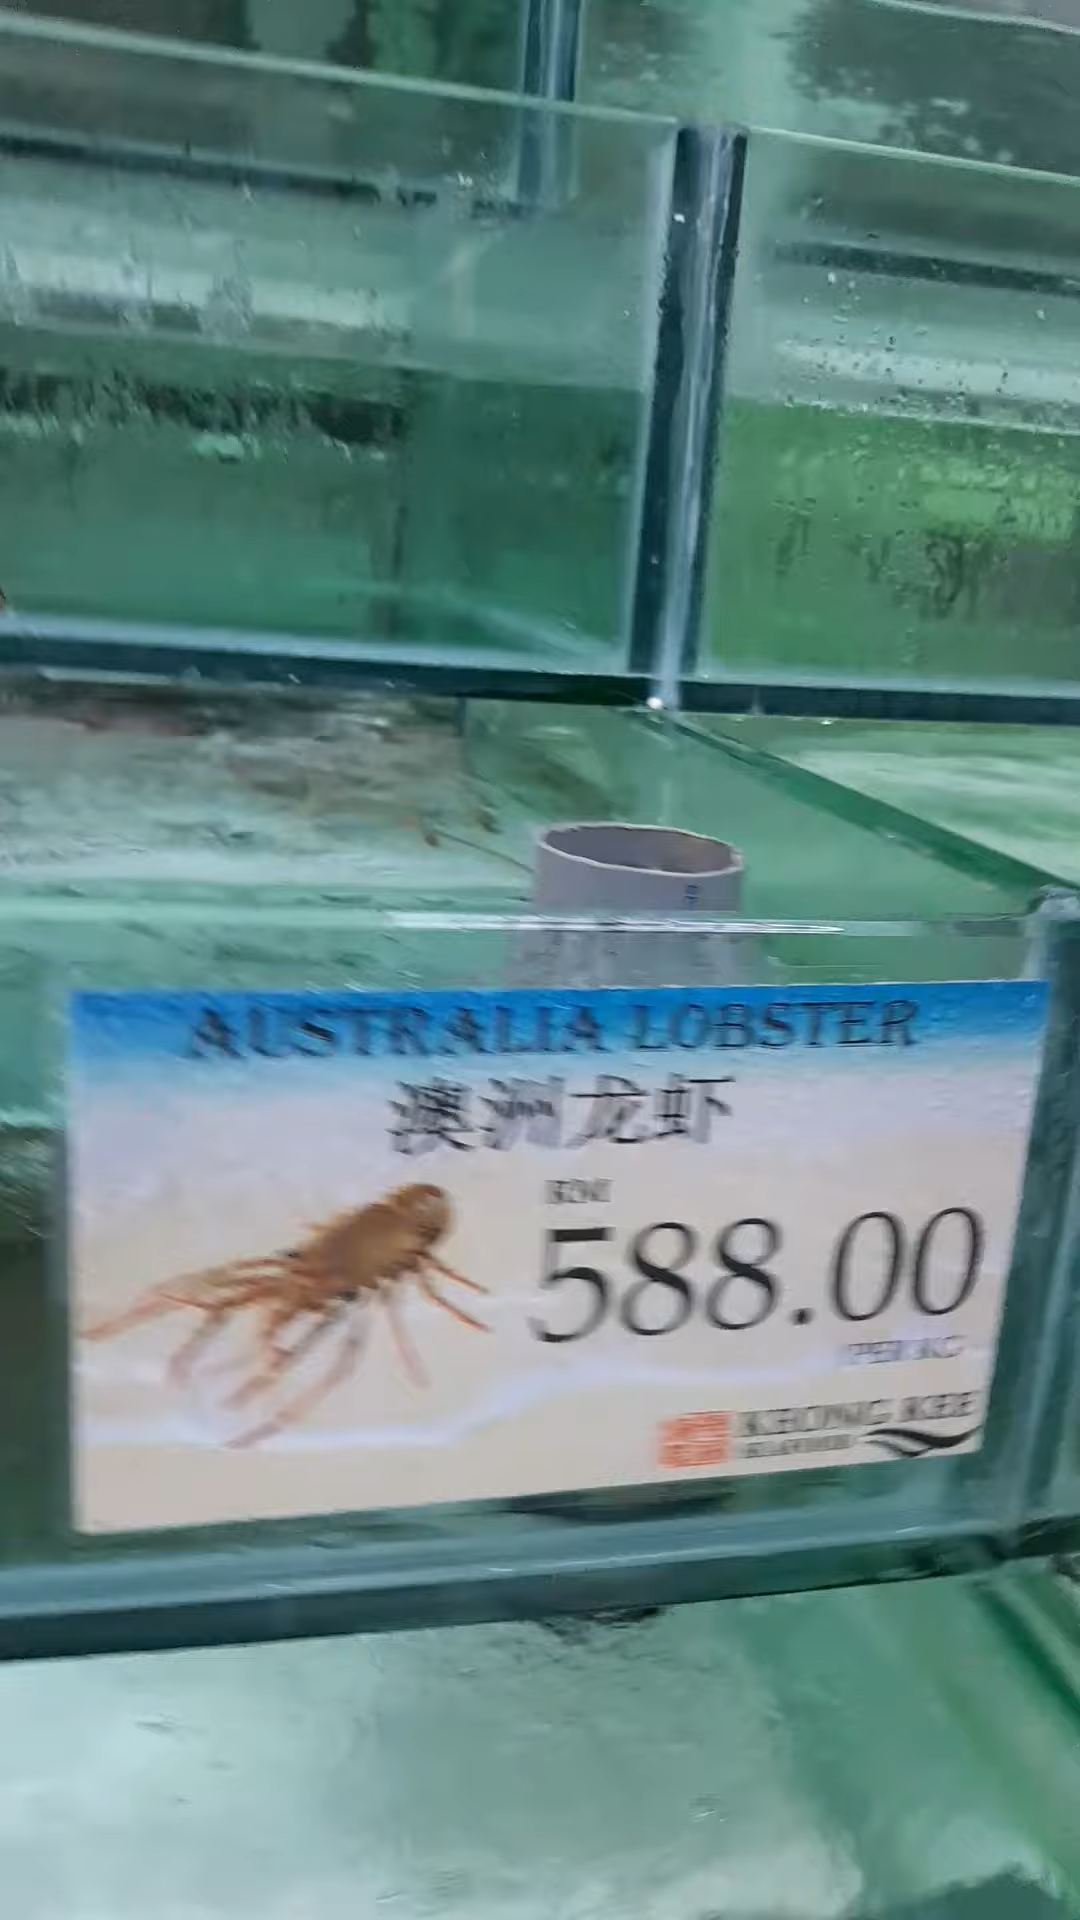 AUSTRALIA LOBSTER
澳洲龙虾
RM
588.00
PER KG
KHONG KEE